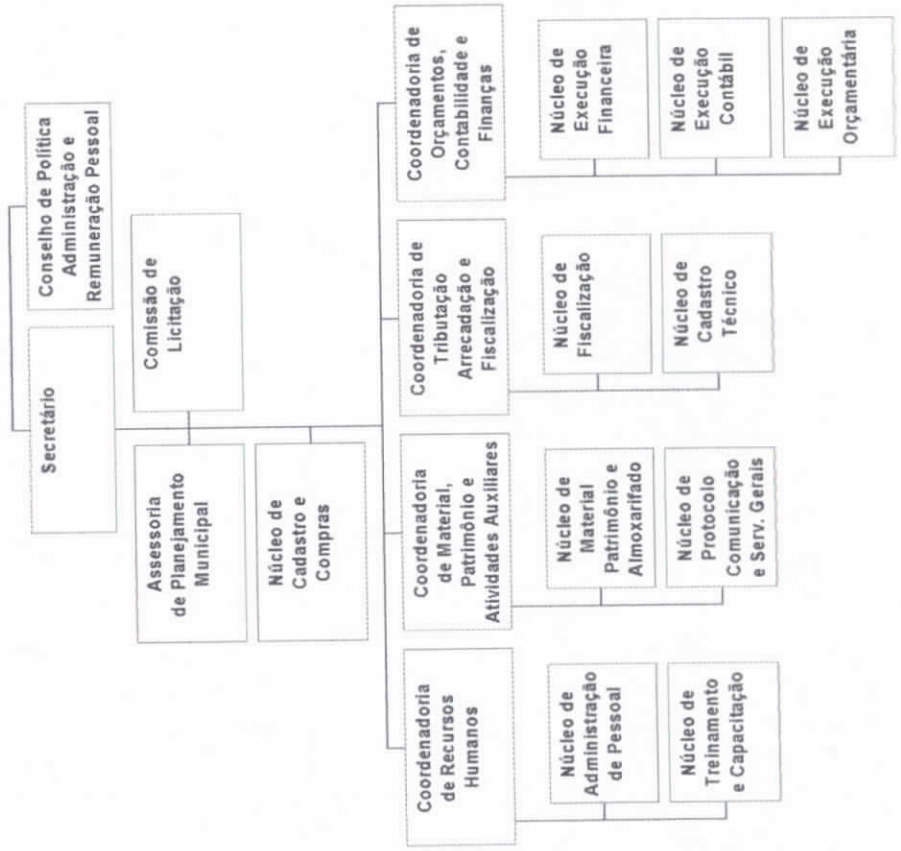 Secretário
Conselho de Política
Administração e
Remuneração Pessoal
Assessoria
de Planejamento
Municipal
Comissão de
Licitação
Núcleo de
Cadastro e
Compras
Coordenadoria
de Recursos
Humanos
Núcleo de
Administração
de Pessoal
Núcleo de
Treinamento
e Capacitação
Coordenadoria
de Material,
Patrimônio e
Atividades Auxiliares
Núcleo de
Material
Patrimônio e
Almoxarifado
Núcleo de
Protocolo
Comunicação
e Serv. Gerais
Coordenadoria de
Tributação
Arrecadação e
Fiscalização
Núcleo de
Fiscalização
Núcleo de
Cadastro
Técnico
Coordenadoria de
Orçamentos,
Contabilidade e
Finanças
Núcleo de
Execução
Financeira
Núcleo de
Execução
Contábil
Núcleo de
Execução
Orçamentária